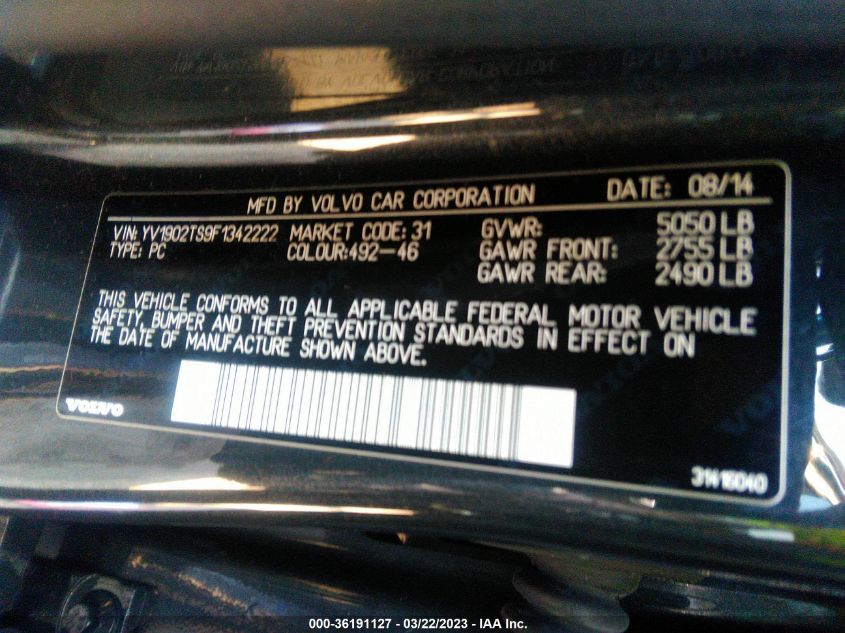 MFD BY VOLVO CAR CORPORATION DATE: 08/14
VIN: YV1902TS9F1342222 MARKET CODE: 31 GVWR: 5050 LB
TYPE: PC COLOUR:492-46 GAWR FRONT: 2755 LB
GAWR REAR: 2490 LB
THIS VEHICLE CONFORMS TO ALL APPLICABLE FEDERAL MOTOR VEHICLE
SAFETY, BUMPER AND THEFT PREVENTION STANDARDS IN EFFECT ON
THE DATE OF MANUFACTURE SHOWN ABOVE.
VOLVO
31416040
000-36191127 - 03/22/2023 - IAA Inc.